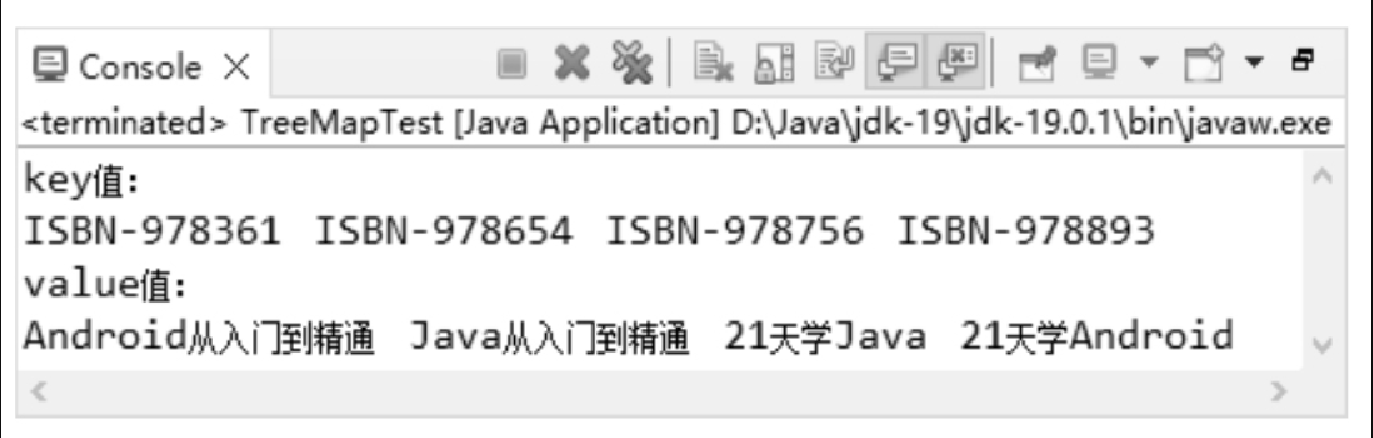 Console
<terminated> TreeMapTest [Java Application] D:\Java\jdk-19\jdk-19.0.1\bin\javaw.exe
key值:
ISBN-978361 ISBN-978654 ISBN-978756 ISBN-978893
value值:
Android从入门到精通 Java从入门到精通 21天学Java 21天学Android